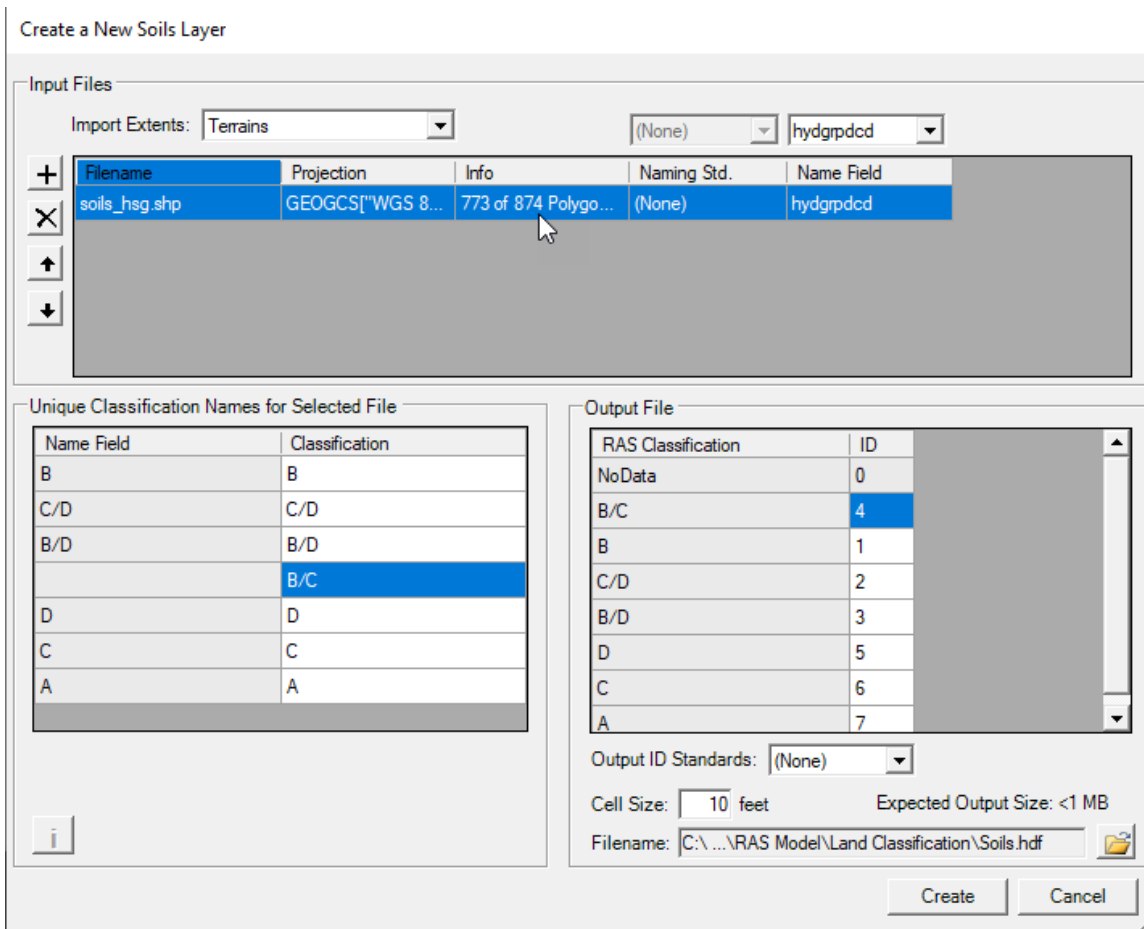 Create a New Soils Layer
Input Files
Import Extents: Terrains (None) hydgrpdcd
Filename Projection Info Naming Std. Name Field
soils_hsg.shp GEOGCS["WGS 8... 773 of 874 Polygo... (None) hydgrpdcd
Unique Classification Names for Selected File
Name Field Classification
B B
C/D C/D
B/D B/D
B/C
D D
C C
A A
i
Output File
RAS Classification ID
NoData 0
B/C 4
B 1
C/D 2
B/D 3
D 5
C 6
A 7
Output ID Standards: (None)
Cell Size: 10 feet Expected Output Size: <1 MB
Filename: C:\ ...\RAS Model\Land Classification\Soils.hdf
Create Cancel